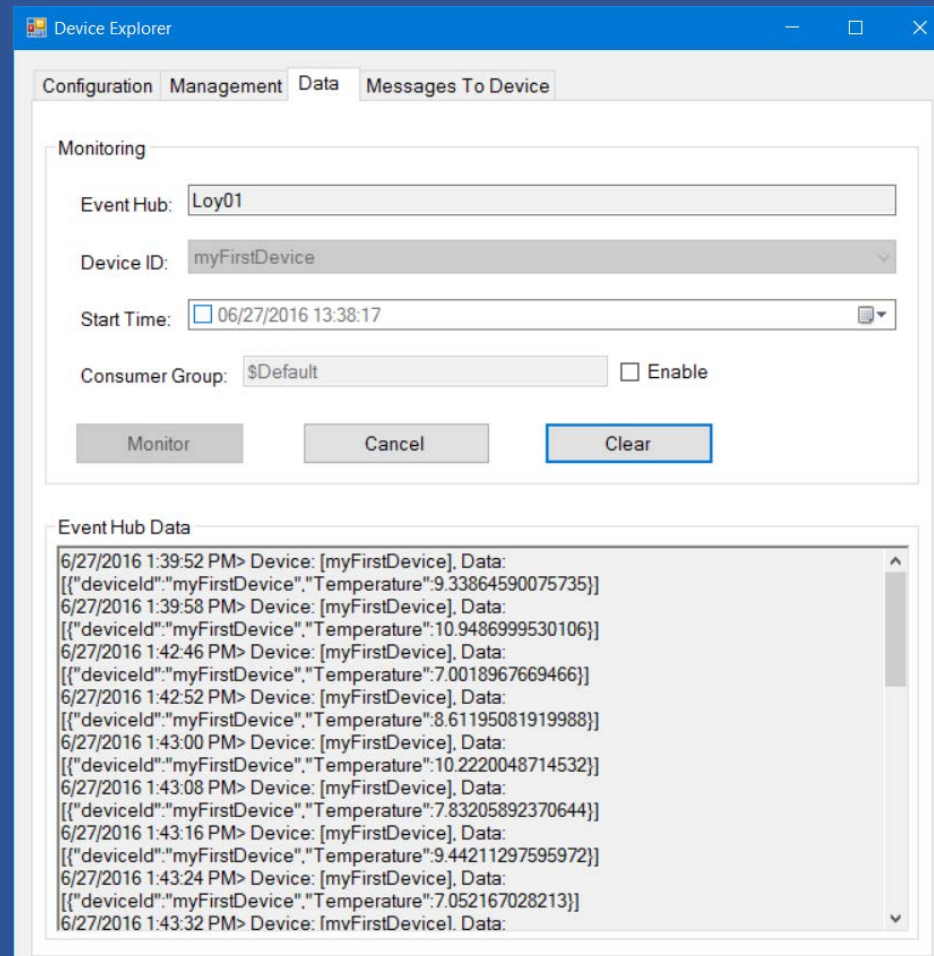 Device Explorer
Configuration Management Data Messages To Device
Monitoring
Event Hub: Loy01
Device ID: myFirstDevice
Start Time: 06/27/2016 13:38:17
Consumer Group: $Default Enable
Monitor Cancel Clear
Event Hub Data
6/27/2016 1:39:52 PM> Device: [myFirstDevice], Data:
[{"deviceId":"myFirstDevice","Temperature":9.33864590075735}]
6/27/2016 1:39:58 PM> Device: [myFirstDevice], Data:
[{"deviceId":"myFirstDevice","Temperature":10.9486999530106}]
6/27/2016 1:42:46 PM> Device: [myFirstDevice], Data:
[{"deviceId":"myFirstDevice","Temperature":7.0018967669466}]
6/27/2016 1:42:52 PM> Device: [myFirstDevice], Data:
[{"deviceId":"myFirstDevice","Temperature":8.61195081919988}]
6/27/2016 1:43:00 PM> Device: [myFirstDevice], Data:
[{"deviceId":"myFirstDevice","Temperature":10.2220048714532}]
6/27/2016 1:43:08 PM> Device: [myFirstDevice], Data:
[{"deviceId":"myFirstDevice","Temperature":7.83205892370644}]
6/27/2016 1:43:16 PM> Device: [myFirstDevice], Data:
[{"deviceId":"myFirstDevice","Temperature":9.44211297595972}]
6/27/2016 1:43:24 PM> Device: [myFirstDevice], Data:
[{"deviceId":"myFirstDevice","Temperature":7.052167028213}]
6/27/2016 1:43:32 PM> Device: [myFirstDevice], Data: